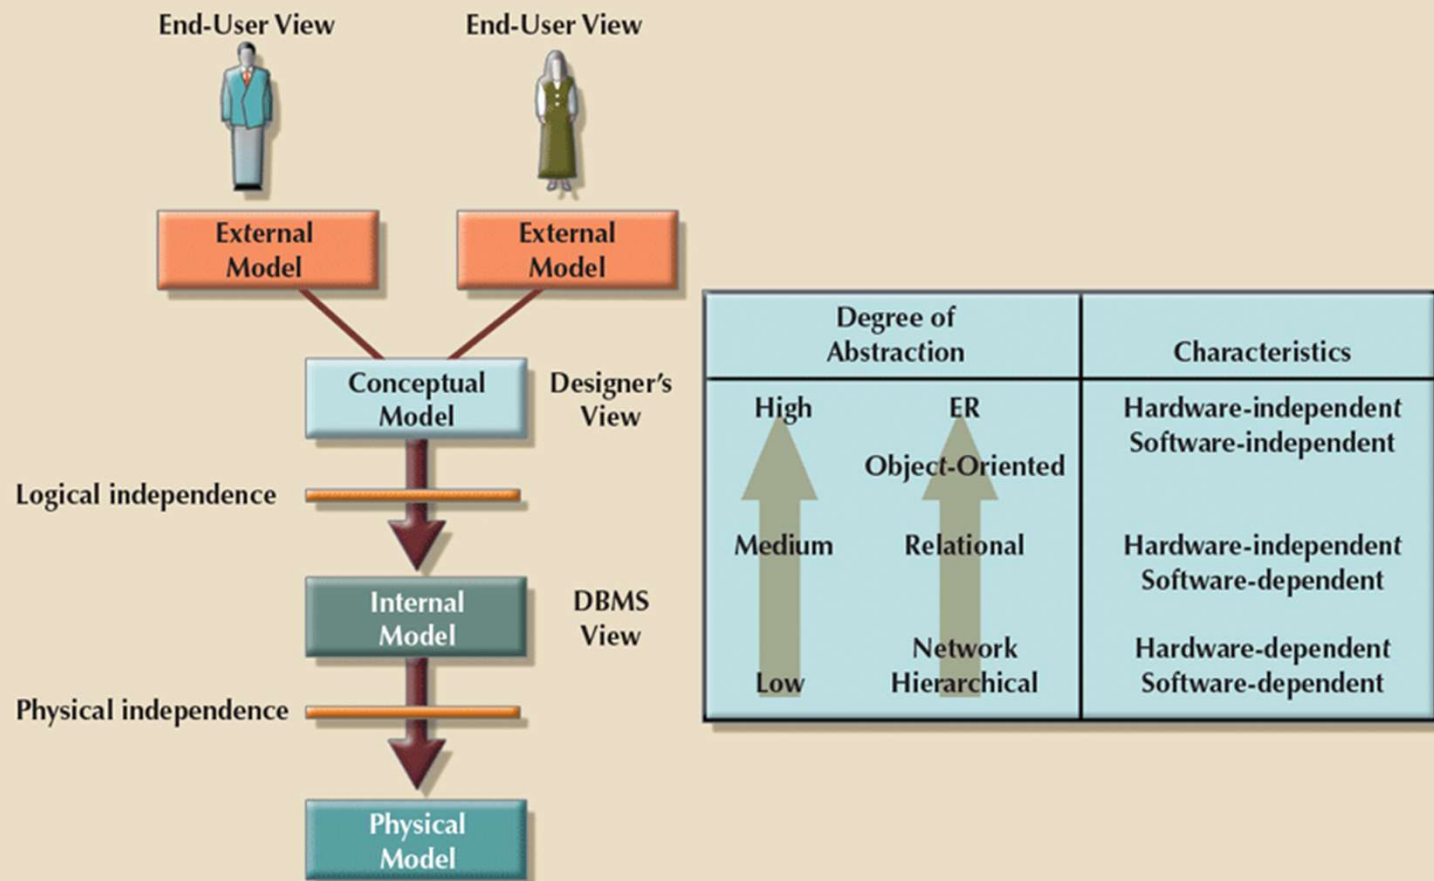 End-User View
End-User View
External
Model
External
Model
Conceptual
Model
Designer's
View
Logical independence
Internal
Model
DBMS
View
Physical independence
Physical
Model
Degree of
Abstraction
Characteristics
High
ER
Hardware-independent
Software-independent
Object-Oriented
Medium
Relational
Hardware-independent
Software-dependent
Low
Network
Hierarchical
Hardware-dependent
Software-dependent